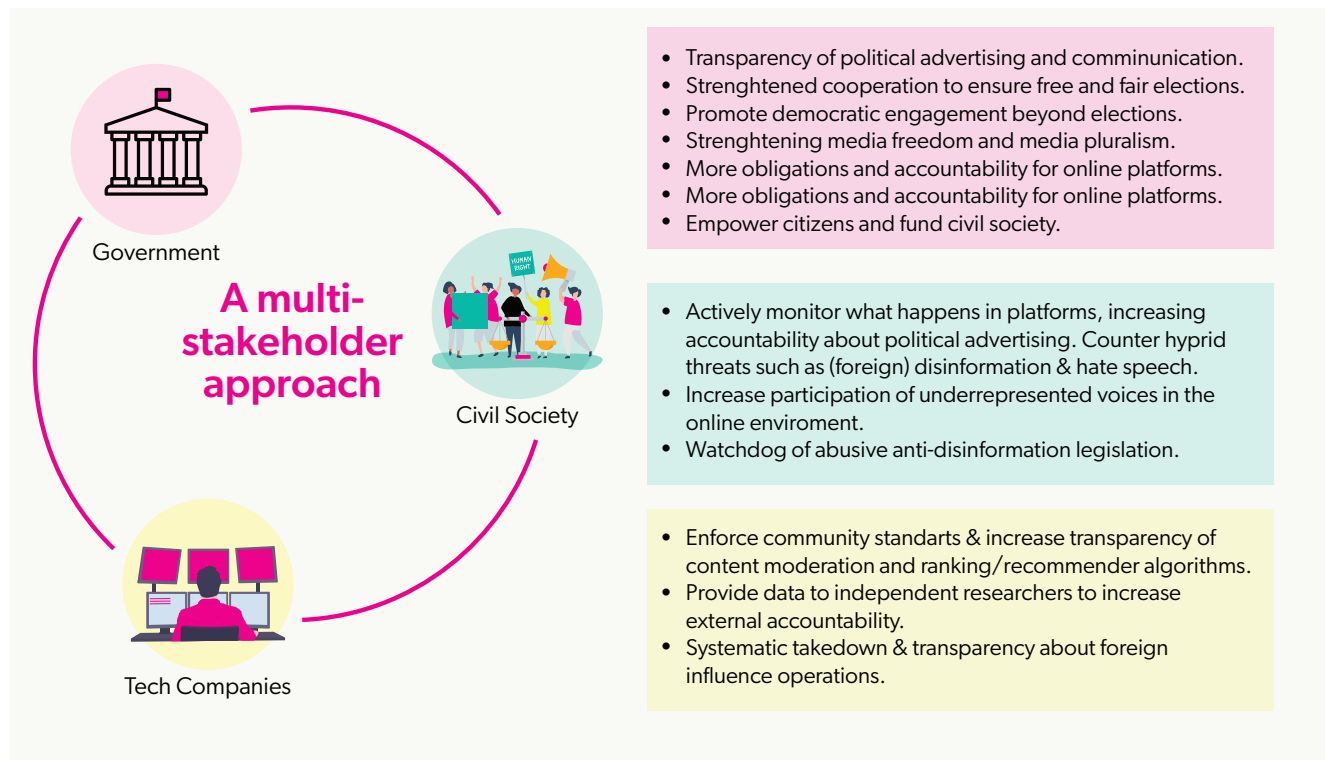 Government
A multi-
stakeholder
approach
HUMAN
RIGHT
Civil Society
Tech Companies
• Transparency of political advertising and comminunication.
• Strenghtened cooperation to ensure free and fair elections.
• Promote democratic engagement beyond elections.
• Strenghtening media freedom and media pluralism.
• More obligations and accountability for online platforms.
• More obligations and accountability for online platforms.
• Empower citizens and fund civil society.
• Actively monitor what happens in platforms, increasing
accountability about political advertising. Counter hyprid
threats such as (foreign) disinformation & hate speech.
• Increase participation of underrepresented voices in the
online enviroment.
• Watchdog of abusive anti-disinformation legislation.
• Enforce community standarts & increase transparency of
content moderation and ranking/recommender algorithms.
• Provide data to independent researchers to increase
external accountability.
• Systematic takedown & transparency about foreign
influence operations.